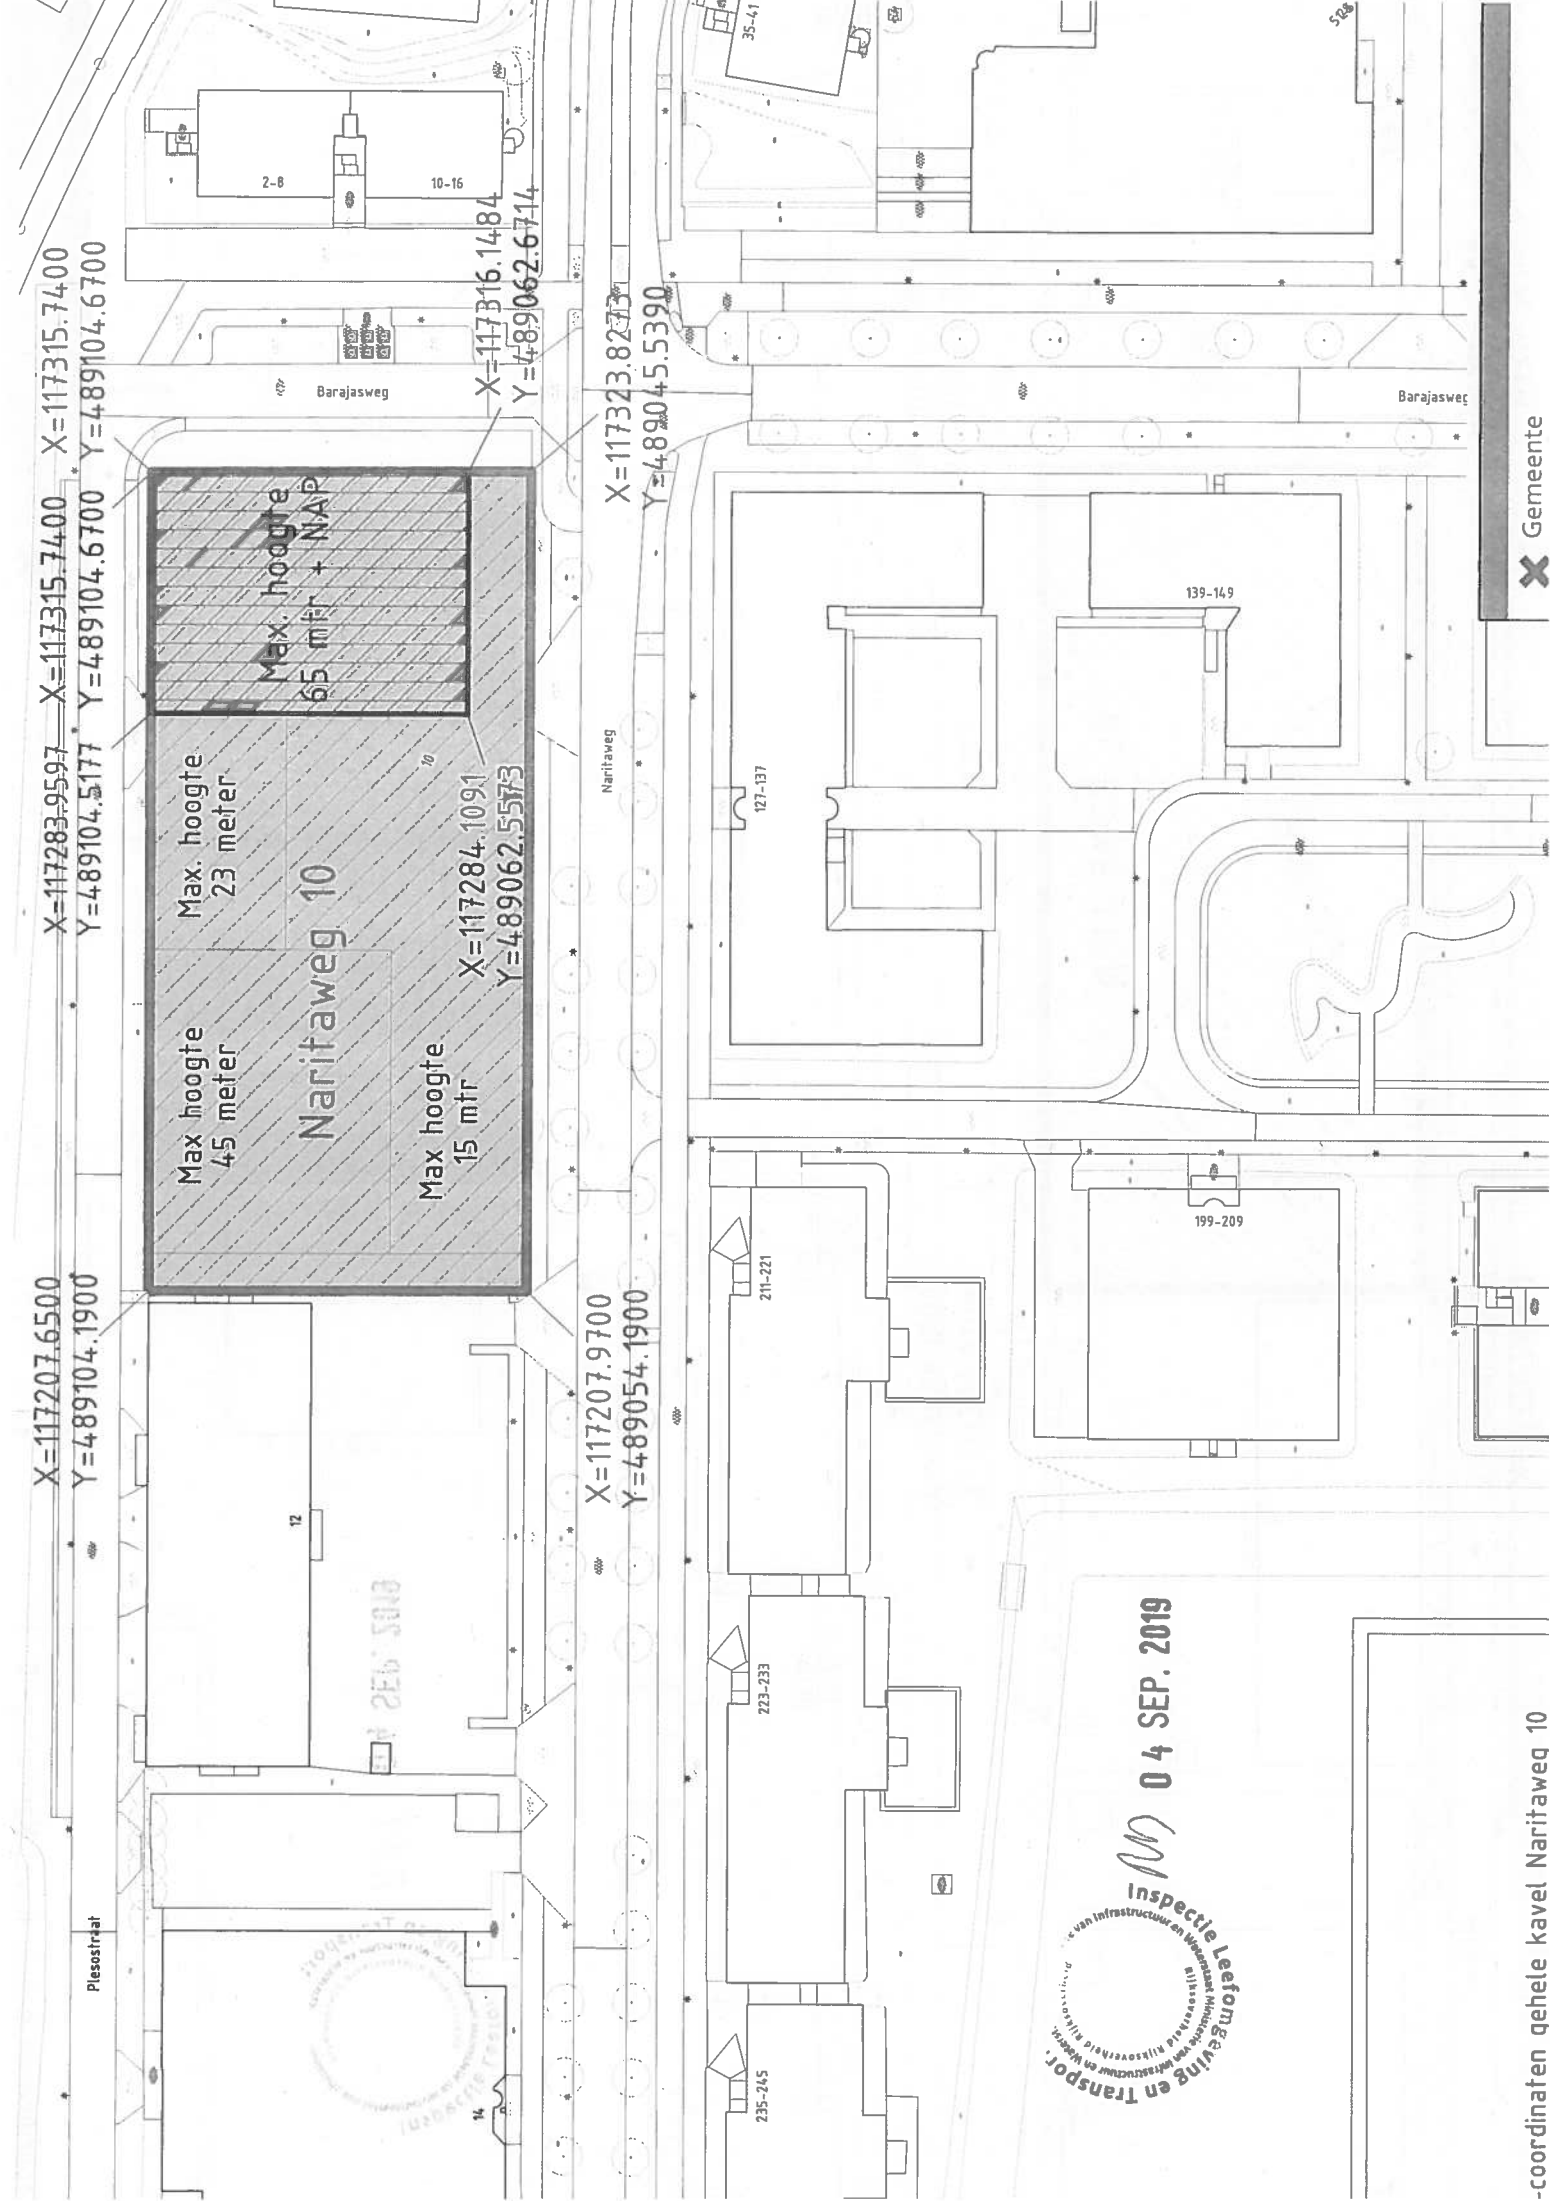 X=117207.6500
Y=489104.1900
X=117283.9597
Y=489104.5177
X=117315.7400
Y=489104.6700
X=117315.7400
Y=489104.6700
Plesostraat
Max hoogte
45 meter
Max. hoogte
23 meter
Max. hoogte
65 mtr + NAP
Naritaweg 10
Max hoogte
15 mtr
10
X=117284.1091
Y=489062.5573
X=117316.1484
Y=489062.6714
X=117323.8273
Y=489045.5390
X=117207.9700
Y=489054.1900
12
14
2-8
10-16
35-41
Barajasweg
Barajasweg
Naritaweg
127-137
139-149
199-209
211-221
223-233
235-245
04 SEP. 2019
Inspectie Leefomgeving en Transpor
Gemeente
-coordinaten gehele kavel Naritaweg 10